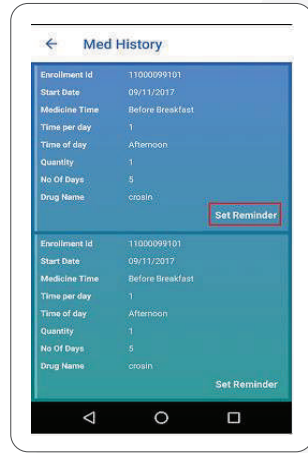 Med History
Enrollment Id 11000099101
Start Date 09/11/2017
Medicine Time Before Breakfast
Time per day 1
Time of day Afternoon
Quantity 1
No Of Days 5
Drug Name crosin
Set Reminder
Enrollment Id 11000099101
Start Date 09/11/2017
Medicine Time Before Breakfast
Time per day 1
Time of day Afternoon
Quantity 1
No Of Days 5
Drug Name crosin
Set Reminder